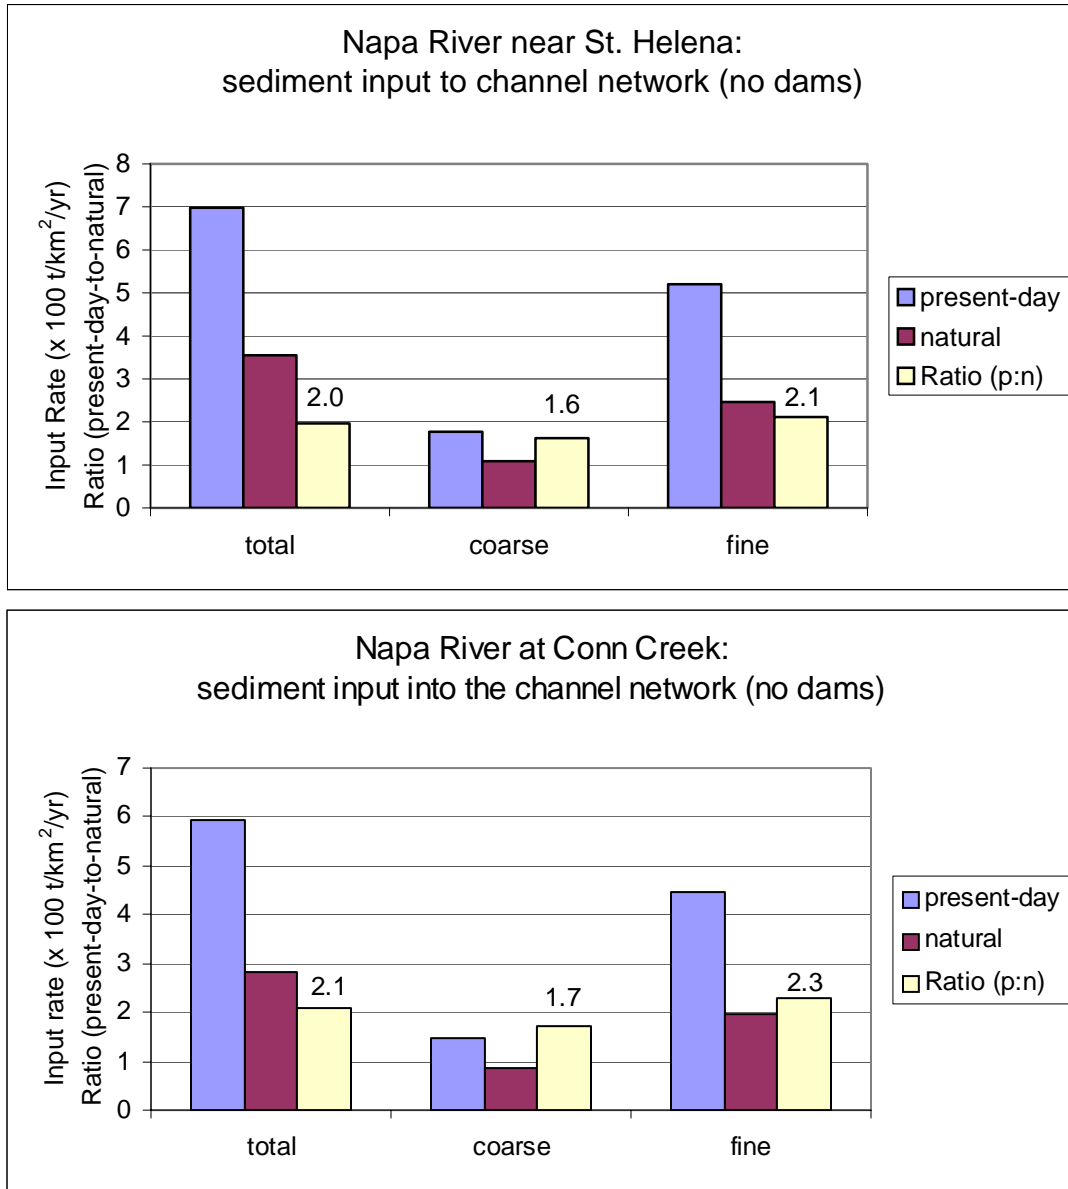 Napa River near St. Helena:
sediment input to channel network (no dams)
Input Rate (x 100 t/km²/yr)
Ratio (present-day-to-natural)
8
7
6
5
4
3
2
1
0
2.0
1.6
2.1
total
coarse
fine
present-day
natural
Ratio (p:n)
Napa River at Conn Creek:
sediment input into the channel network (no dams)
Input rate (x 100 t/km²/yr)
Ratio (present-day-to-natural)
7
6
5
4
3
2
1
0
2.1
1.7
2.3
total
coarse
fine
present-day
natural
Ratio (p:n)